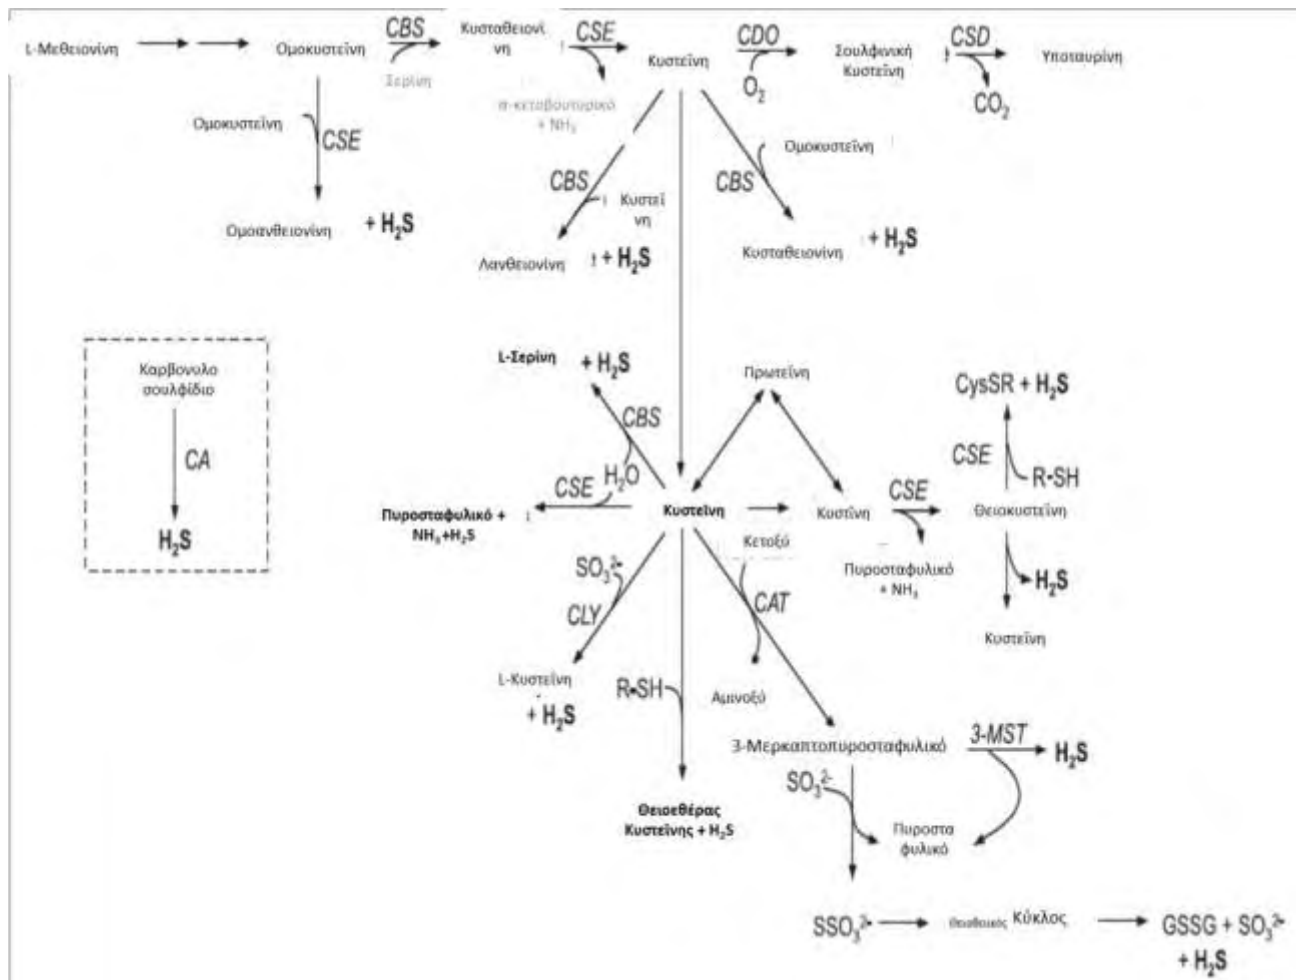 L-Μεθειονίνη
Ομοκυστεΐνη
CBS
Σερίνη
Κυσταθειονί
νη
CSE
α-κεταβουτυρικό
+ NH₃
Κυστεΐνη
CDO
O₂
Σουλφινική
Κυστεΐνη
CSD
CO₂
Υποταυρίνη
Ομοκυστεΐνη
CSE
Ομοανθειονίνη
+ H₂S
CBS
Κυστεΐ
νη
Λανθειονίνη
+ H₂S
Ομοκυστεΐνη
CBS
Κυσταθειονίνη
+ H₂S
Καρβονυλο
σουλφίδιο
CA
H₂S
L-Σερίνη
+ H₂S
CBS
H₂O
CSE
Πυροσταφυλικό +
NH₃ +H₂S
Πρωτεΐνη
Κυστεΐνη
Κυστίνη
CSE
Πυροσταφυλικό
+ NH₃
CysSR + H₂S
CSE
R-SH
Θειοκυστεΐνη
H₂S
Κυστεΐνη
SO₃²⁻
CLY
L-Κυστεΐνη
+ H₂S
R-SH
Θειοεθέρας
Κυστεΐνης + H₂S
Κετοξύ
CAT
Αμινοξύ
3-Μερκαπτοπυροσταφυλικό
3-MST
H₂S
SO₃²⁻
Πυροστα
φυλικό
SSO₃²⁻
Κύκλος
GSSG + SO₃²⁻
+ H₂S